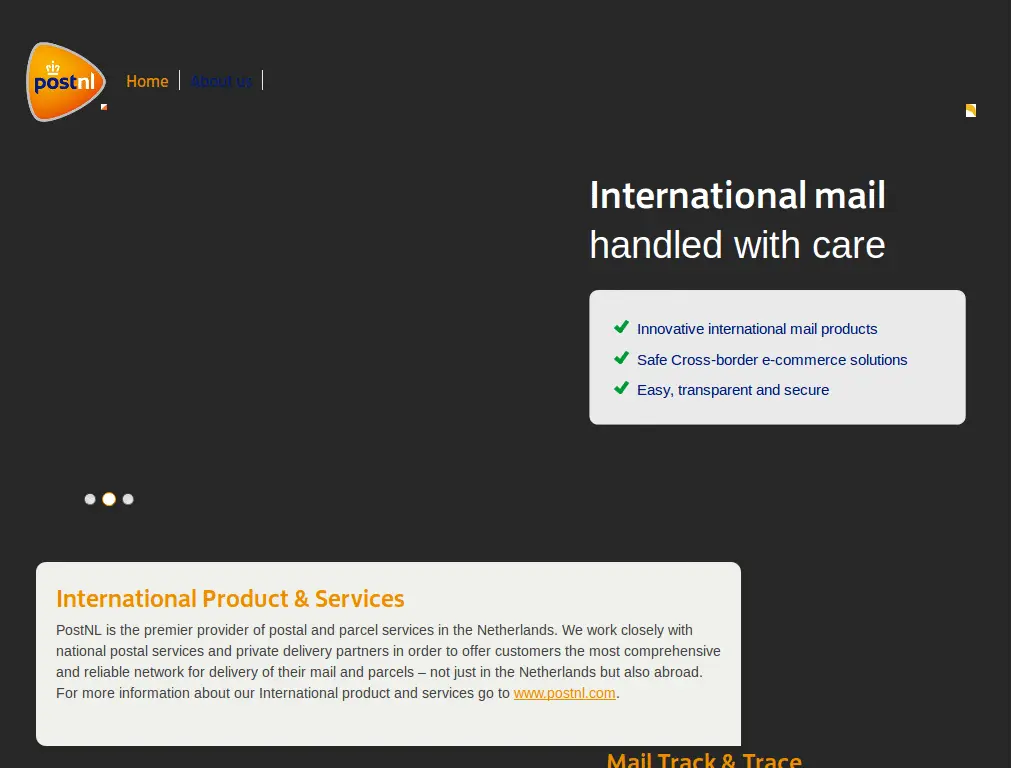 postnl
Home
About us
International mail
handled with care
Innovative international mail products
Safe Cross-border e-commerce solutions
Easy, transparent and secure
International Product & Services
PostNL is the premier provider of postal and parcel services in the Netherlands. We work closely with
national postal services and private delivery partners in order to offer customers the most comprehensive
and reliable network for delivery of their mail and parcels – not just in the Netherlands but also abroad.
For more information about our International product and services go to www.postnl.com.
Mail Track & Trace